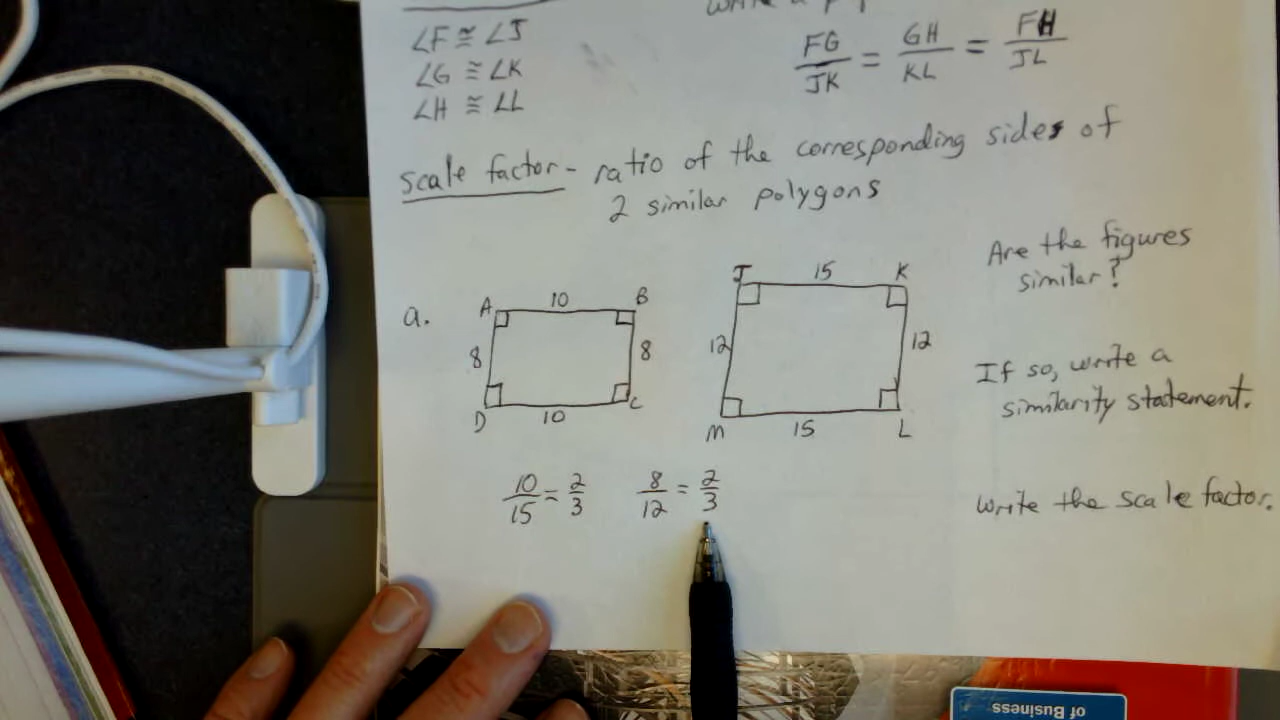 ∠F ≅ ∠J
∠G ≅ ∠K
∠H ≅ ∠L
write a
FG/JK = GH/KL = FH/JL
scale factor - ratio of the corresponding sides of
2 similar polygons
Are the figures
similar?
a.
A 10 B
8 8
D 10 C
J 15 K
12 12
M 15 L
If so, write a
similarity statement.
10/15 = 2/3 8/12 = 2/3
Write the scale factor.
of Business